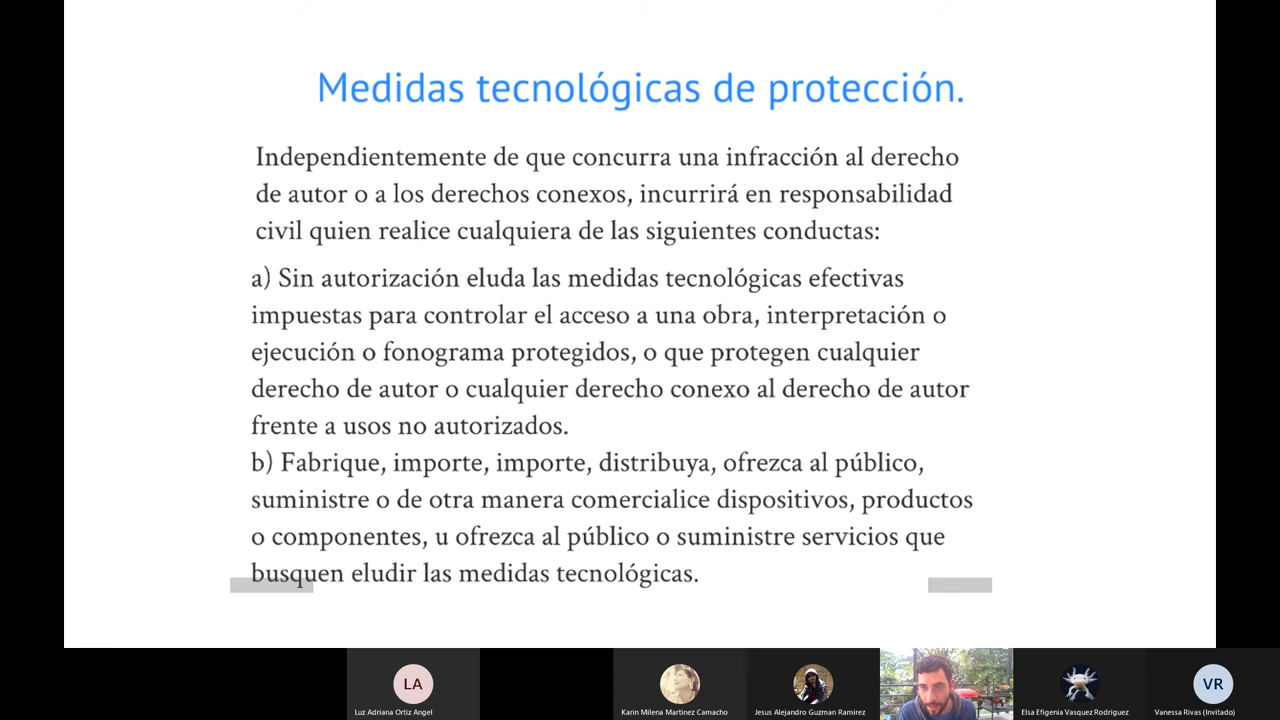 Medidas tecnológicas de protección.
Independientemente de que concurra una infracción al derecho
de autor o a los derechos conexos, incurrirá en responsabilidad
civil quien realice cualquiera de las siguientes conductas:
a) Sin autorización eluda las medidas tecnológicas efectivas
impuestas para controlar el acceso a una obra, interpretación o
ejecución o fonograma protegidos, o que protegen cualquier
derecho de autor o cualquier derecho conexo al derecho de autor
frente a usos no autorizados.
b) Fabrique, importe, importe, distribuya, ofrezca al público,
suministre o de otra manera comercialice dispositivos, productos
o componentes, u ofrezca al público o suministre servicios que
busquen eludir las medidas tecnológicas.
LA
VR
Luz Adriana Ortiz Angel
Karin Milena Martinez Camacho
Jesus Alejandro Guzman Ramirez
Elsa Efigenia Vasquez Rodriguez
Vanessa Rivas (Invitado)